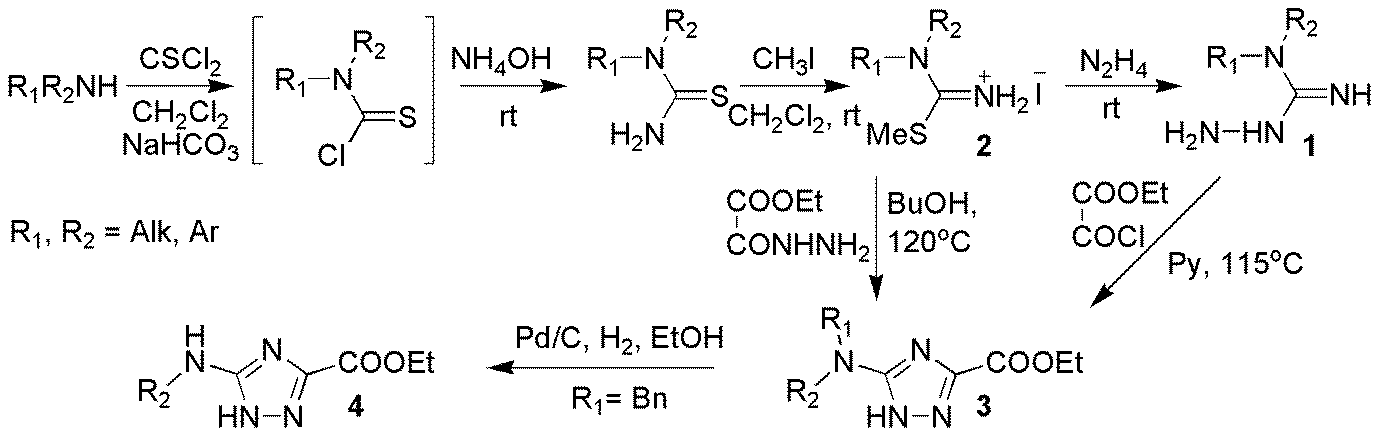 R1R2NH
CSCl2
CH2Cl2
NaHCO3
R1
N
R2
Cl
S
NH4OH
rt
R1
N
R2
S
H2N
CH3I
CH2Cl2, rt
R1
N
R2
+
NH2
I
−
MeS
2
N2H4
rt
R1
N
R2
NH
H2N
HN
1
R1, R2 = Alk, Ar
COOEt
CONHNH2
BuOH,
120oC
COOEt
COCl
Py, 115oC
H
N
R2
N
COOEt
HN
N
4
Pd/C, H2, EtOH
R1= Bn
R1
N
R2
N
COOEt
HN
N
3